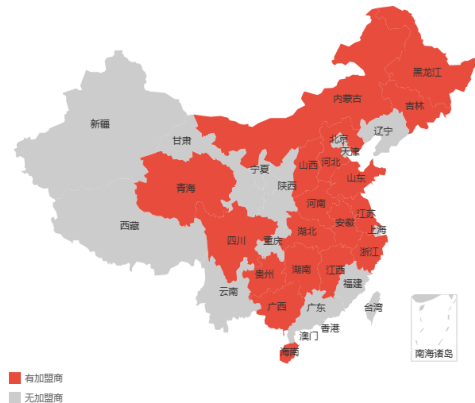 黑龙江
内蒙古
吉林
新疆
辽宁
北京
甘肃
天津
河北
山西
宁夏
山东
陕西
青海
河南
江苏
安徽
西藏
上海
湖北
四川
重庆
浙江
湖南
江西
贵州
福建
云南
广西
广东
台湾
香港
澳门
海南
南海诸岛
有加盟商
无加盟商